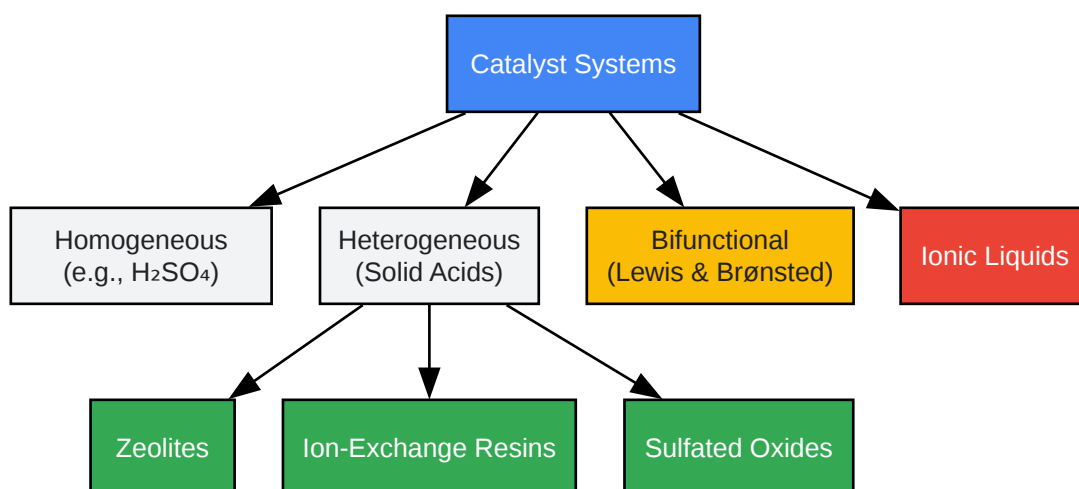 Catalyst Systems
Homogeneous
(e.g., H₂SO₄)
Heterogeneous
(Solid Acids)
Bifunctional
(Lewis & Brønsted)
Ionic Liquids
Zeolites
Ion-Exchange Resins
Sulfated Oxides